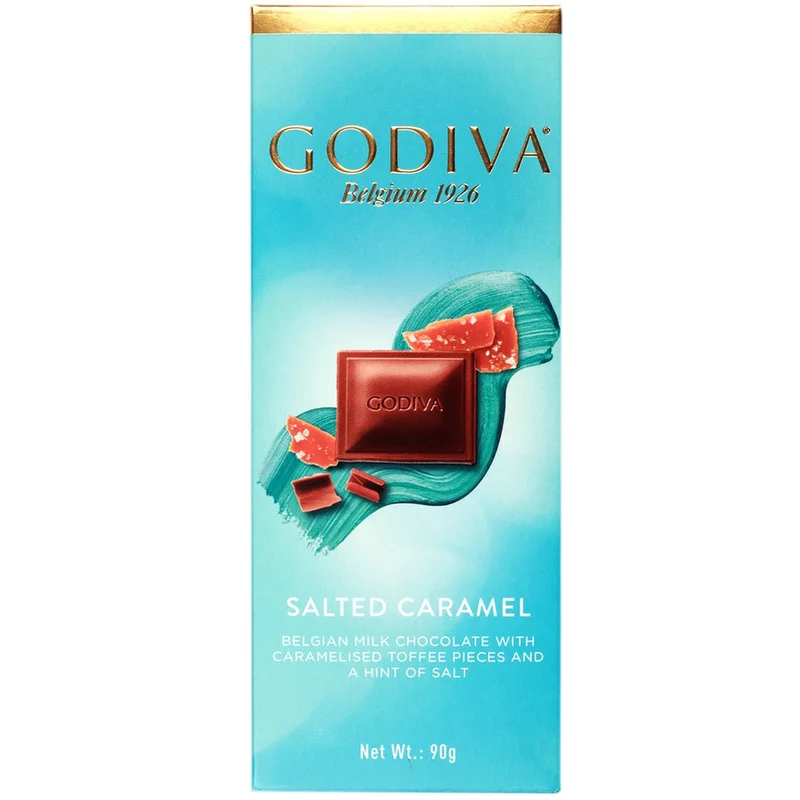 GODIVA®
Belgium 1926
GODIVA
SALTED CARAMEL
BELGIAN MILK CHOCOLATE WITH
CARAMELISED TOFFEE PIECES AND
A HINT OF SALT
Net Wt.: 90g